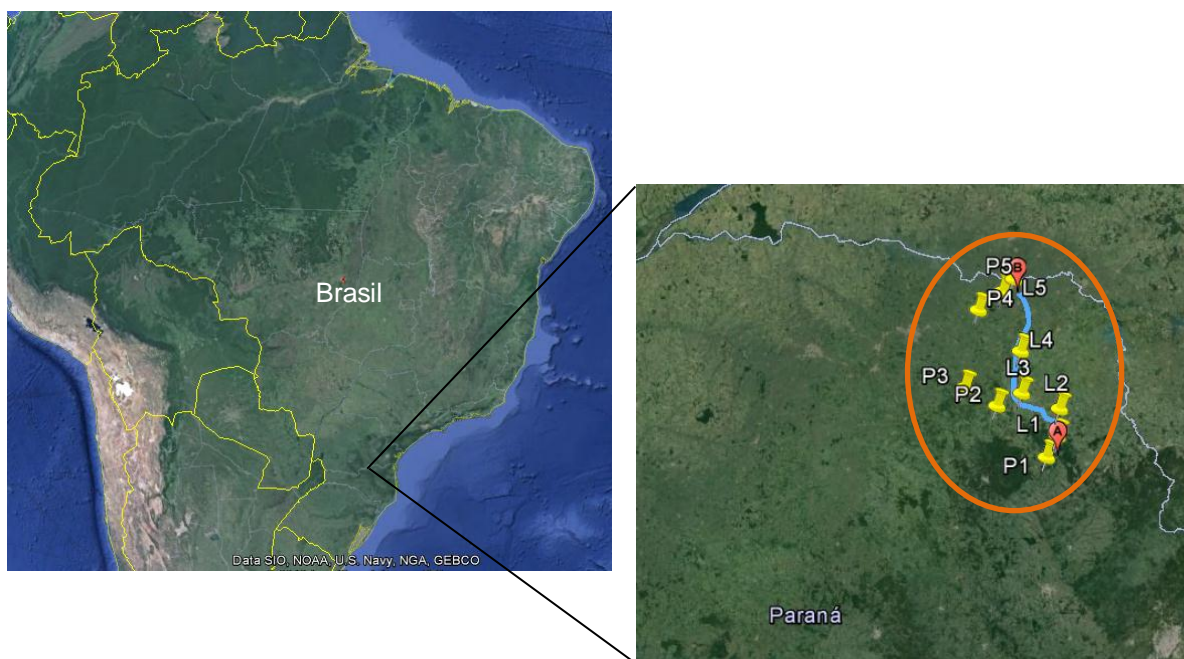 Brasil
Data SIO, NOAA, U.S. Navy, NGA, GEBCO
P5
B
L5
P4
L4
P3
L3
P2
L2
L1
A
P1
Paraná